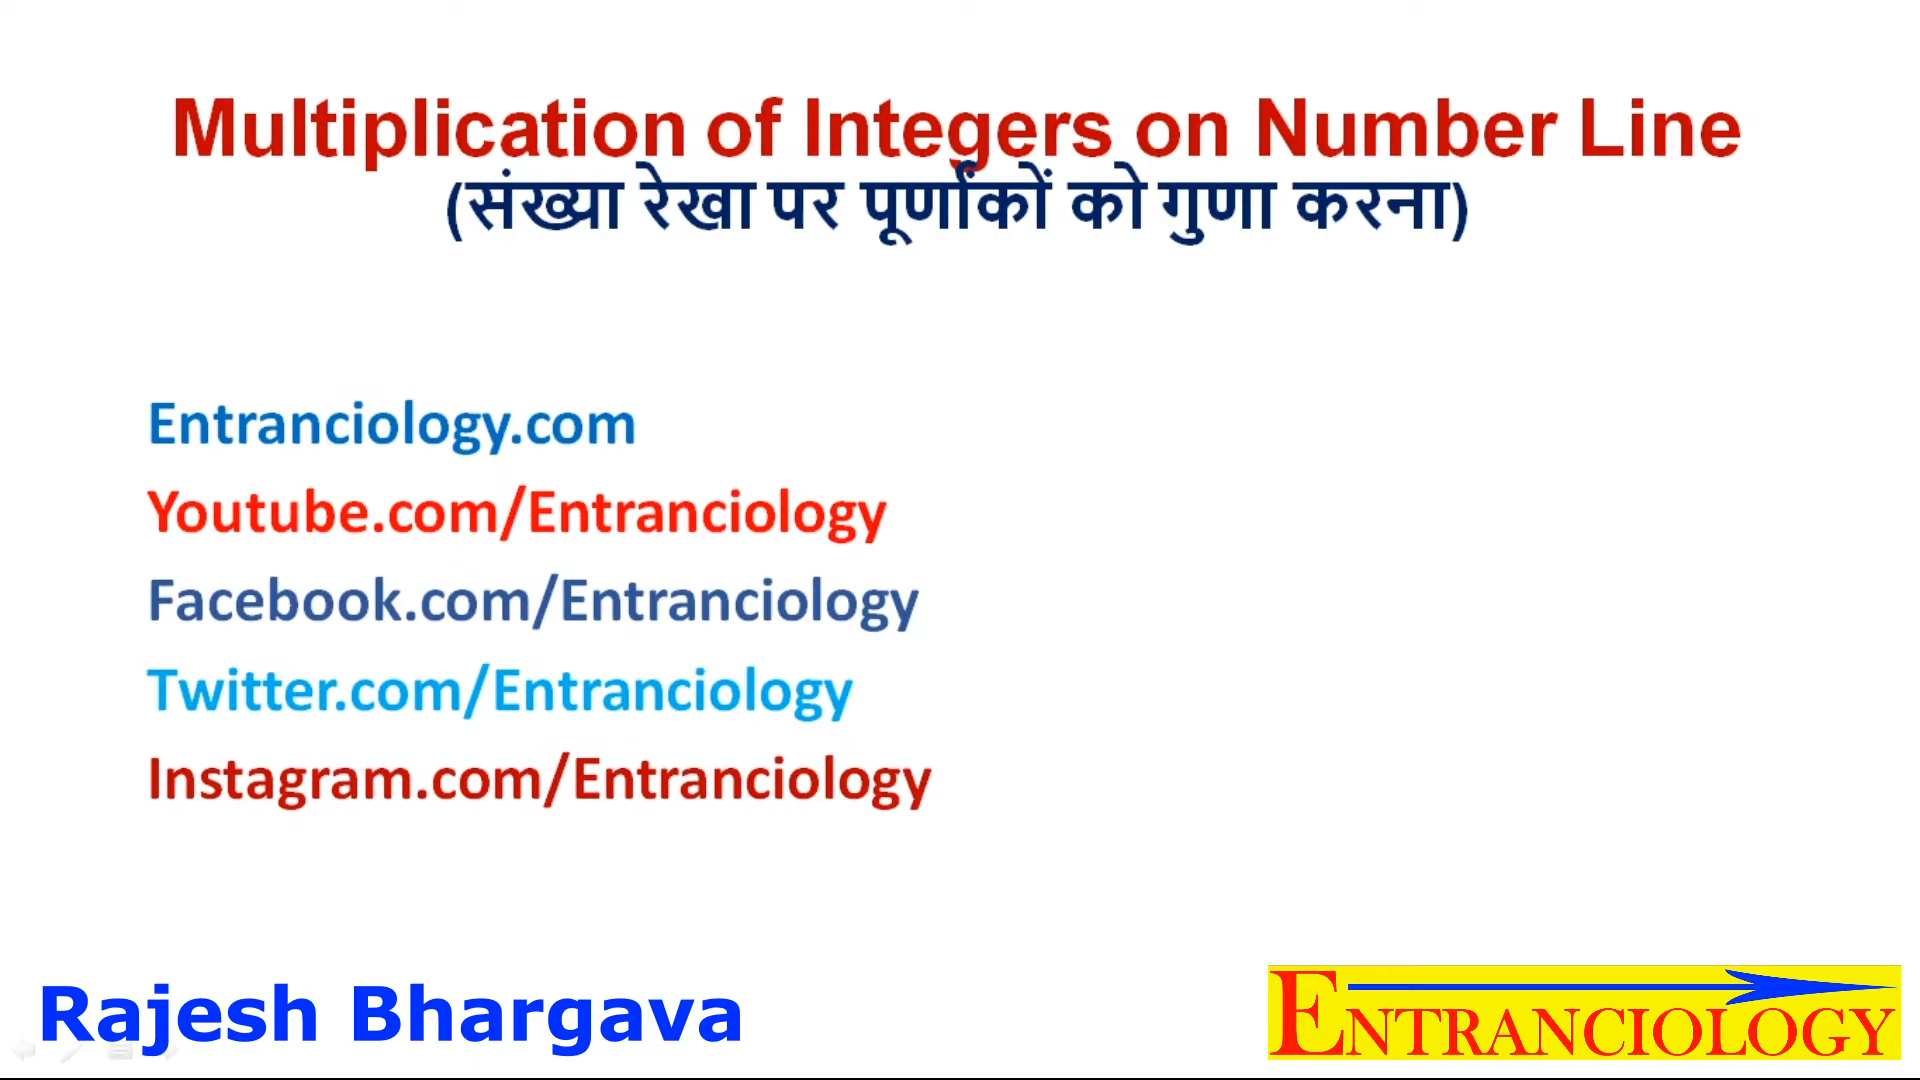 Multiplication of Integers on Number Line
(संख्या रेखा पर पूर्णांकों को गुणा करना)
Entranciology.com
Youtube.com/Entranciology
Facebook.com/Entranciology
Twitter.com/Entranciology
Instagram.com/Entranciology
Rajesh Bhargava
ENTRANCIOLOGY